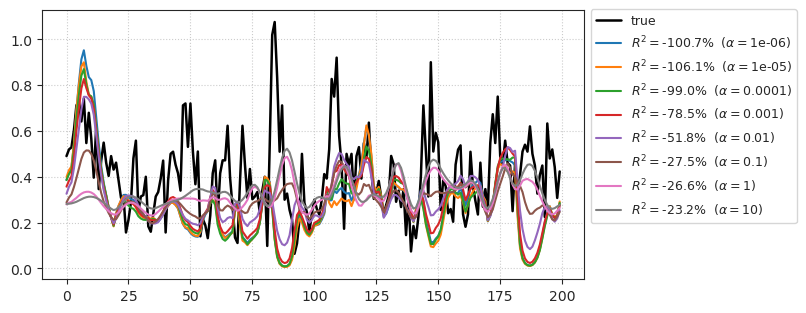 1.0
0.8
0.6
0.4
0.2
0.0
0 25 50 75 100 125 150 175 200
true
R² = -100.7% (α = 1e-06)
R² = -106.1% (α = 1e-05)
R² = -99.0% (α = 0.0001)
R² = -78.5% (α = 0.001)
R² = -51.8% (α = 0.01)
R² = -27.5% (α = 0.1)
R² = -26.6% (α = 1)
R² = -23.2% (α = 10)